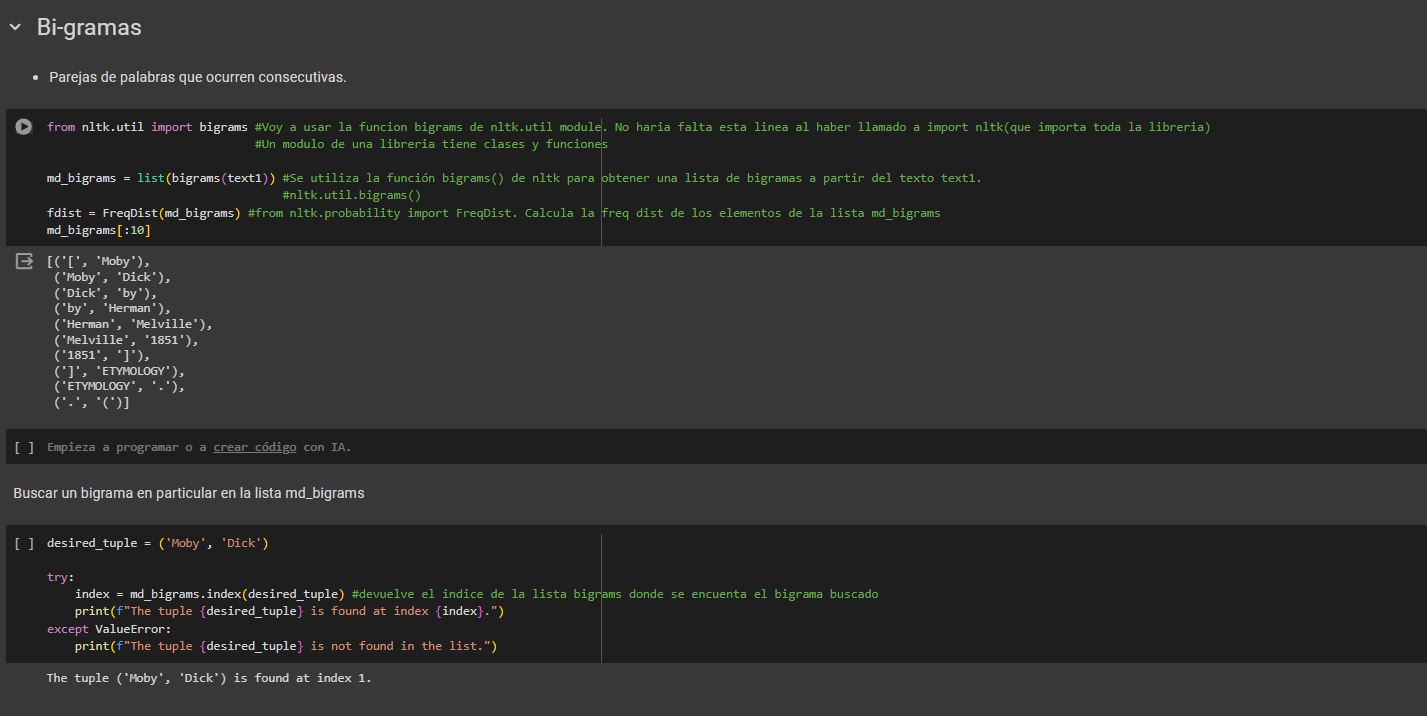 Bi-gramas
• Parejas de palabras que ocurren consecutivas.
from nltk.util import bigrams #Voy a usar la funcion bigrams de nltk.util module. No haria falta esta linea al haber llamado a import nltk(que importa toda la libreria)
#Un modulo de una libreria tiene clases y funciones
md_bigrams = list(bigrams(text1)) #Se utiliza la función bigrams() de nltk para obtener una lista de bigramas a partir del texto text1.
#nltk.util.bigrams()
fdist = FreqDist(md_bigrams) #from nltk.probability import FreqDist. Calcula la freq dist de los elementos de la lista md_bigrams
md_bigrams[:10]
[('[', 'Moby'),
('Moby', 'Dick'),
('Dick', 'by'),
('by', 'Herman'),
('Herman', 'Melville'),
('Melville', '1851'),
('1851', ']'),
(']', 'ETYMOLOGY'),
('ETYMOLOGY', '.'),
('.', '(')]
[ ] Empieza a programar o a crear código con IA.
Buscar un bigrama en particular en la lista md_bigrams
[ ] desired_tuple = ('Moby', 'Dick')
try:
index = md_bigrams.index(desired_tuple) #devuelve el indice de la lista bigrams donde se encuenta el bigrama buscado
print(f"The tuple {desired_tuple} is found at index {index}.")
except ValueError:
print(f"The tuple {desired_tuple} is not found in the list.")
The tuple ('Moby', 'Dick') is found at index 1.